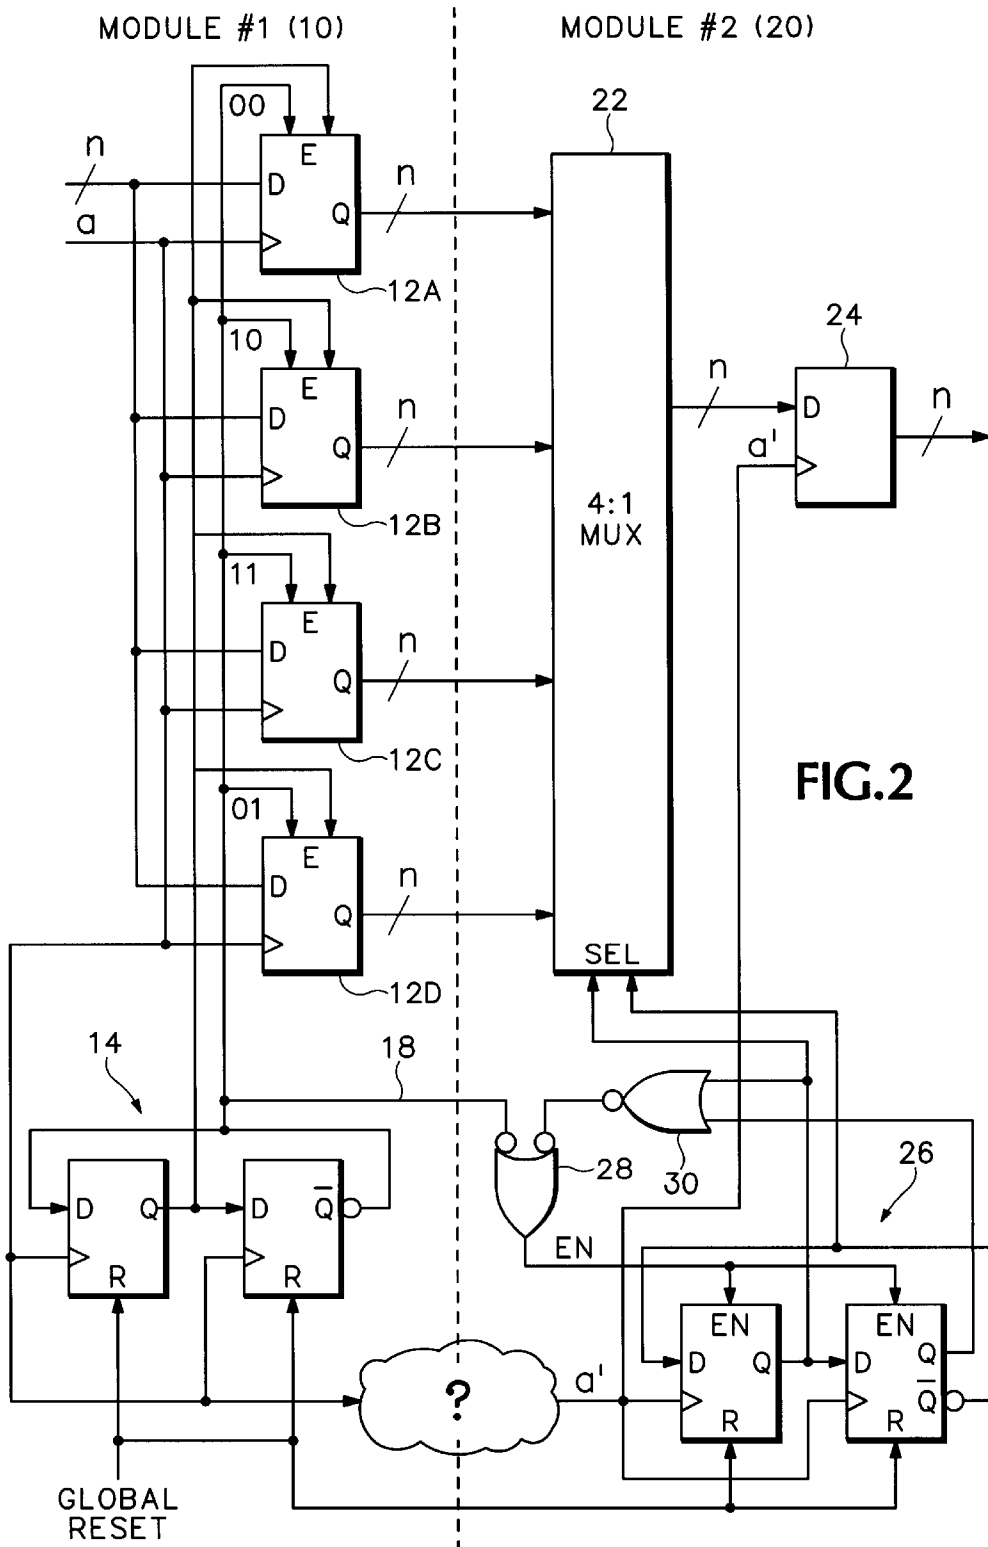 MODULE #1 (10)
MODULE #2 (20)
00
E
n
D
Q
n
a
12A
22
10
E
D
Q
n
12B
11
E
D
Q
n
12C
01
E
D
Q
n
12D
4:1
MUX
SEL
n
24
D
a'
n
FIG.2
14
18
28
30
26
EN
D
Q
R
D
Q
R
EN
D
Q
R
EN
D
Q
Q
R
?
a'
GLOBAL
RESET